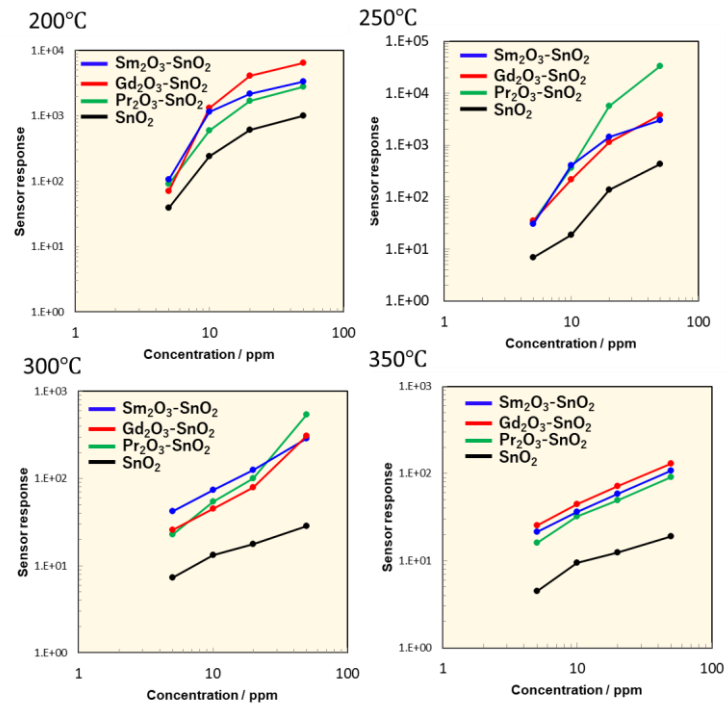 200℃
1.E+04
1.E+03
1.E+02
1.E+01
1.E+00
Sm₂O₃-SnO₂
Gd₂O₃-SnO₂
Pr₂O₃-SnO₂
SnO₂
Sensor response
1 10 100
Concentration / ppm
250℃
1.E+05
1.E+04
1.E+03
1.E+02
1.E+01
1.E+00
Sm₂O₃-SnO₂
Gd₂O₃-SnO₂
Pr₂O₃-SnO₂
SnO₂
Sensor response
1 10 100
Concentration / ppm
300℃
1.E+03
1.E+02
1.E+01
1.E+00
Sm₂O₃-SnO₂
Gd₂O₃-SnO₂
Pr₂O₃-SnO₂
SnO₂
Sensor response
1 10 100
Concentration / ppm
350℃
1.E+03
1.E+02
1.E+01
1.E+00
Sm₂O₃-SnO₂
Gd₂O₃-SnO₂
Pr₂O₃-SnO₂
SnO₂
Sensor response
1 10 100
Concentration / ppm